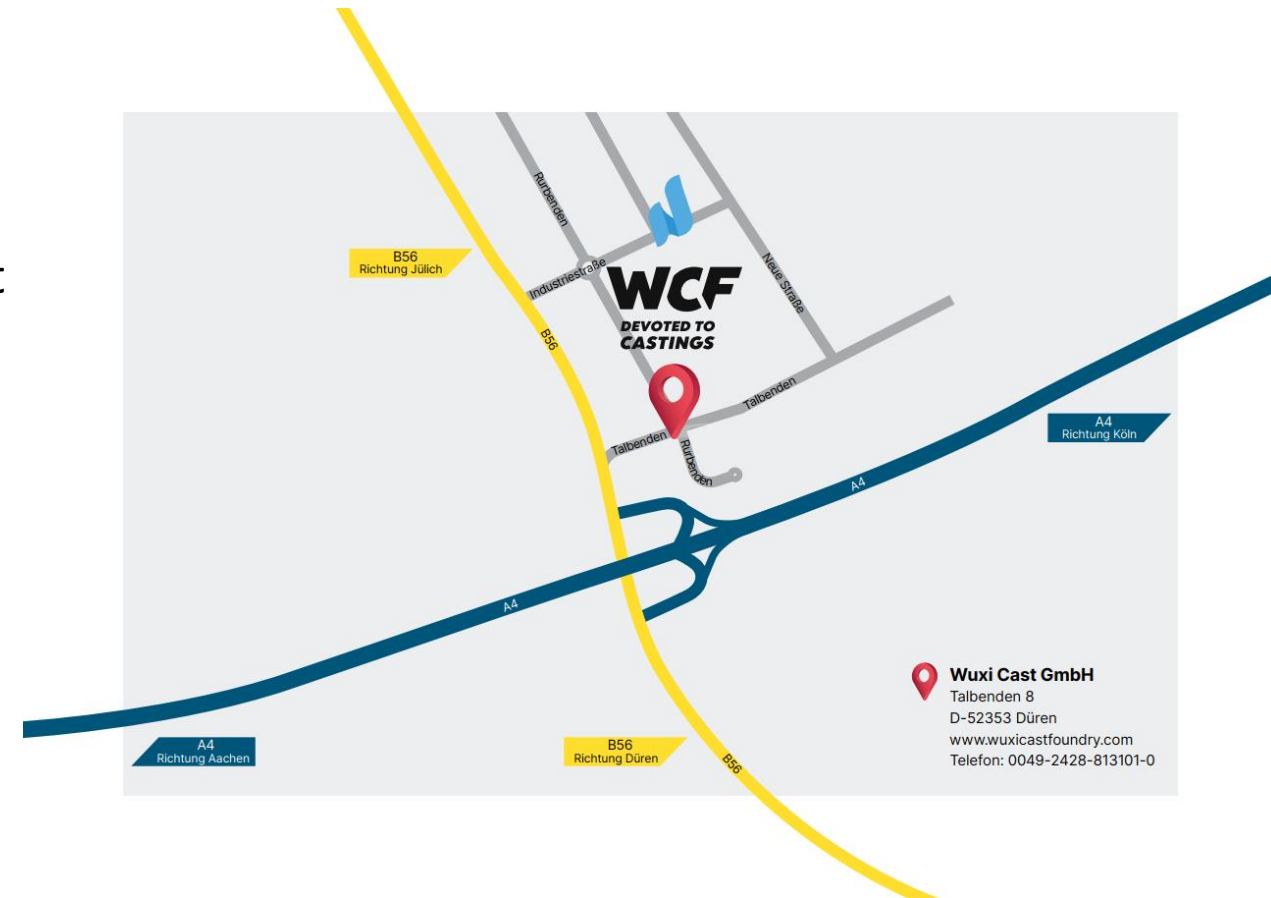 t
Rurbenden
B56
Richtung Jülich
Industriestraße
Neue Straße
WCF
DEVOTED TO
CASTINGS
B56
Talbenden
Talbenden
Rurbenden
A4
Richtung Köln
A4
A4
A4
Richtung Aachen
B56
Richtung Düren
B56
Wuxi Cast GmbH
Talbenden 8
D-52353 Düren
www.wuxicastfoundry.com
Telefon: 0049-2428-813101-0